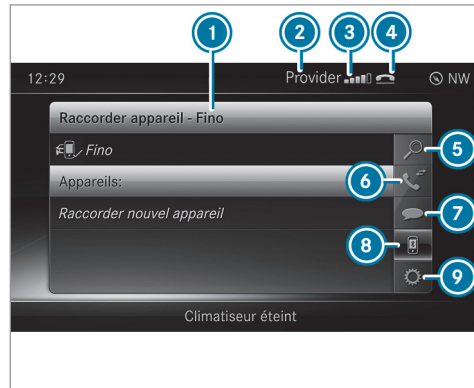 1
2
3
4
12:29
Provider
NW
Raccorder appareil - Fino
Fino
5
Appareils:
6
Raccorder nouvel appareil
7
8
9
Climatiseur éteint